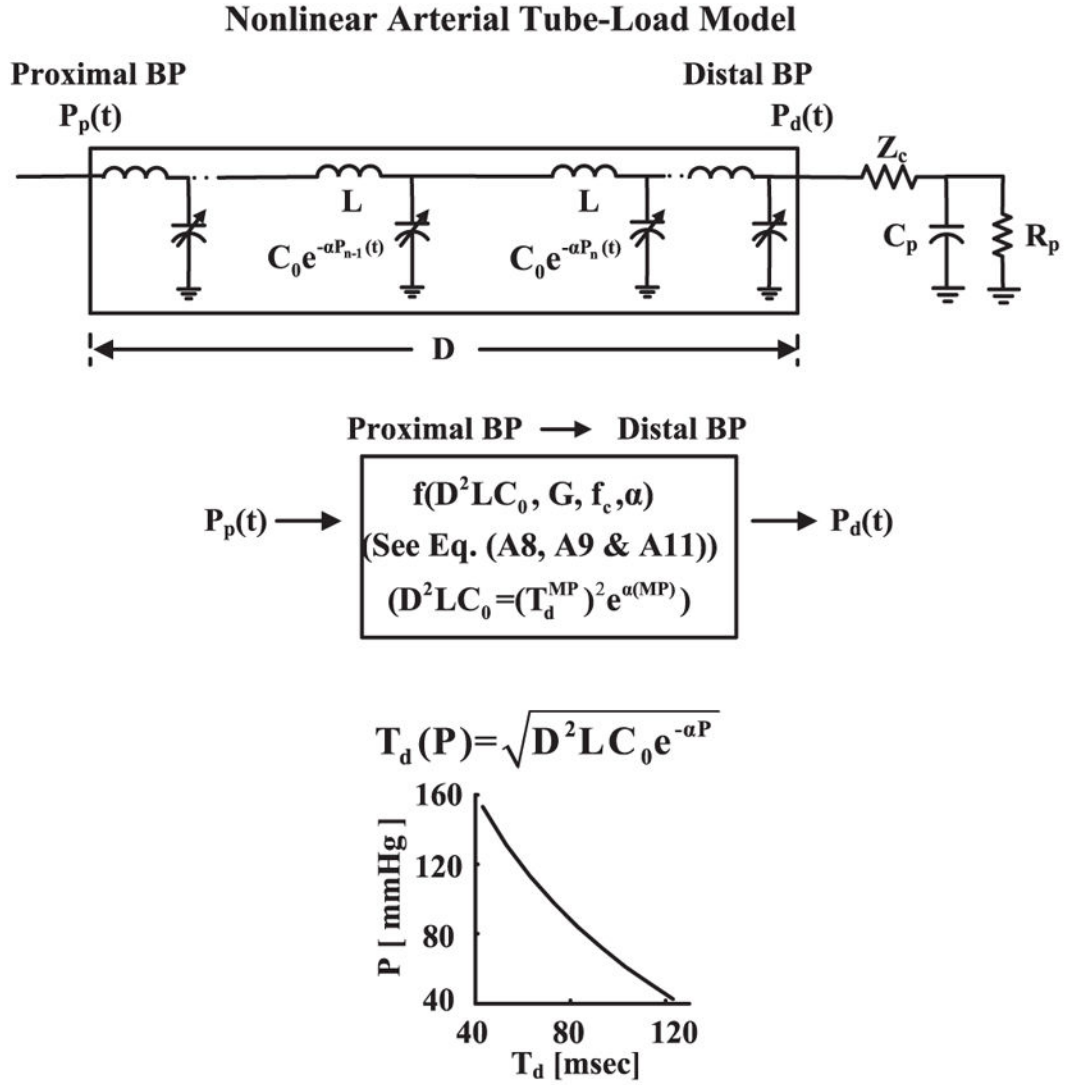 Nonlinear Arterial Tube-Load Model
Proximal BP
Distal BP
Pp(t)
Pd(t)
Zc
L
L
C0e^-αPn-1(t)
C0e^-αPn(t)
Cp
Rp
D
Proximal BP → Distal BP
Pp(t)
f(D²LC0, G, fc,α)
(See Eq. (A8, A9 & A11))
(D²LC0=(Td^MP)²e^α(MP))
Pd(t)
Td(P)=√D²LC0e^-αP
160
120
80
40
P [ mmHg ]
40 80 120
Td [msec]